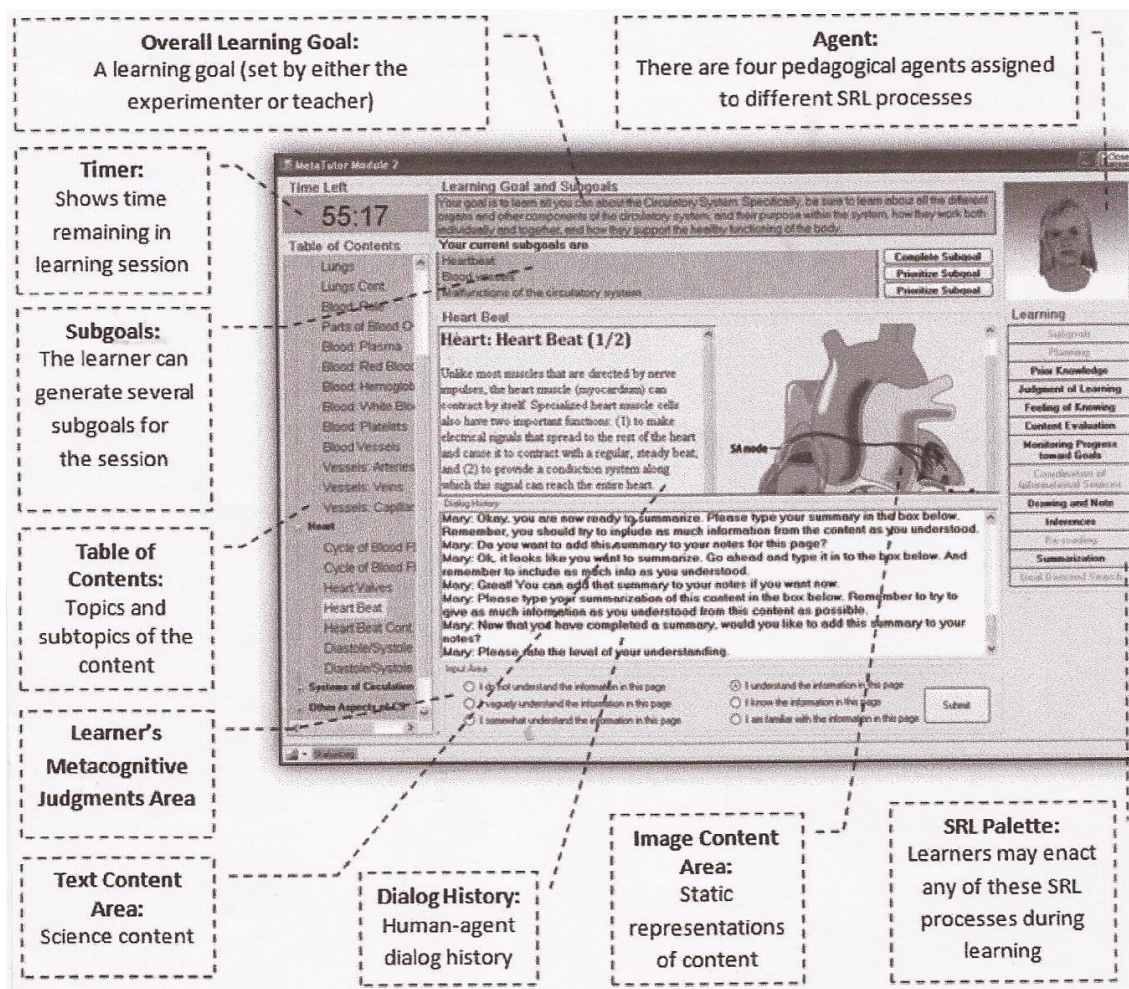 Overall Learning Goal:
A learning goal (set by either the
experimenter or teacher)
Agent:
There are four pedagogical agents assigned
to different SRL processes
Timer:
Shows time
remaining in
learning session
Subgoals:
The learner can
generate several
subgoals for
the session
Table of
Contents:
Topics and
subtopics of the
content
Learner's
Metacognitive
Judgments Area
Text Content
Area:
Science content
Dialog History:
Human-agent
dialog history
Image Content
Area:
Static
representations
of content
SRL Palette:
Learners may enact
any of these SRL
processes during
learning
MetaTutor Module 2
Close
Time Left
55:17
Table of Contents
Lungs
Lungs Cont.
Blood: Role
Parts of Blood O
Blood: Plasma
Blood: Red Blood
Blood: Hemoglob
Blood: White Blo
Blood: Platelets
Blood Vessels
Vessels: Arteries
Vessels: Veins
Vessels: Capillar
Heart
Cycle of Blood Fl
Cycle of Blood Fl
Heart Valves
Heart Beat
Heart Beat Cont.
Diastole/Systole
Diastole/Systole
Systems of Circulation
Other Aspects of CS
Learning Goal and Subgoals
Your goal is to learn all you can about the Circulatory System. Specifically, be sure to learn about all the different
organs and other components of the circulatory system, and their purpose within the system, how they work both
individually and together, and how they support the healthy functioning of the body.
Your current subgoals are
Heartbeat
Blood vessels
Malfunctions of the circulatory system
Complete Subgoal
Prioritize Subgoal
Prioritize Subgoal
Heart Beat
Heart: Heart Beat (1/2)
Unlike most muscles that are directed by nerve
impulses, the heart muscle (myocardium) can
contract by itself. Specialized heart muscle cells
also have two important functions: (1) to make
electrical signals that spread to the rest of the heart
and cause it to contract with a regular, steady beat,
and (2) to provide a conduction system along
which this signal can reach the entire heart.
SA node
Dialog History
Mary: Okay, you are now ready to summarize. Please type your summary in the box below.
Remember, you should try to include as much information from the content as you understood.
Mary: Do you want to add this summary to your notes for this page?
Mary: Ok, it looks like you want to summarize. Go ahead and type it in to the box below. And
remember to include as much info as you understood.
Mary: Great! You can add that summary to your notes if you want now.
Mary: Please type your summarization of this content in the box below. Remember to try to
give as much information as you understood from this content as possible.
Mary: Now that you have completed a summary, would you like to add this summary to your
notes?
Mary: Please rate the level of your understanding.
Input Area
I do not understand the information in this page
I vaguely understand the information in this page
I somewhat understand the information in this page
I understand the information in this page
I know the information in this page
I am familiar with the information in this page
Submit
Learning
Subgoals
Planning
Prior Knowledge
Judgment of Learning
Feeling of Knowing
Content Evaluation
Monitoring Progress
toward Goals
Coordination of
Informational Sources
Drawing and Note
Inferences
Re-reading
Summarization
Goal Directed Search